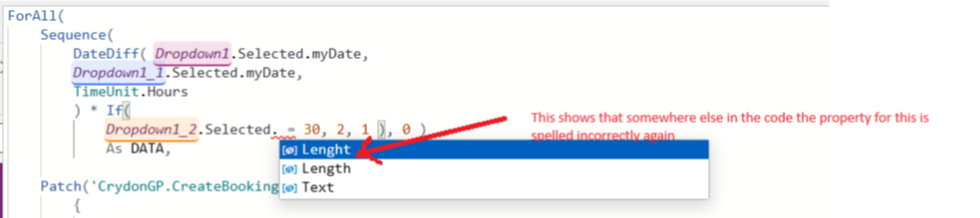 ForAll(
Sequence(
DateDiff( Dropdown1.Selected.myDate,
Dropdown1_1.Selected.myDate,
TimeUnit.Hours
) * If(
Dropdown1_2.Selected. = 30, 2, 1 ), 0 )
As DATA,
Patch('CrydonGP.CreateBooking
{
Lenght
Length
Text
This shows that somewhere else in the code the property for this is
spelled incorrectly again